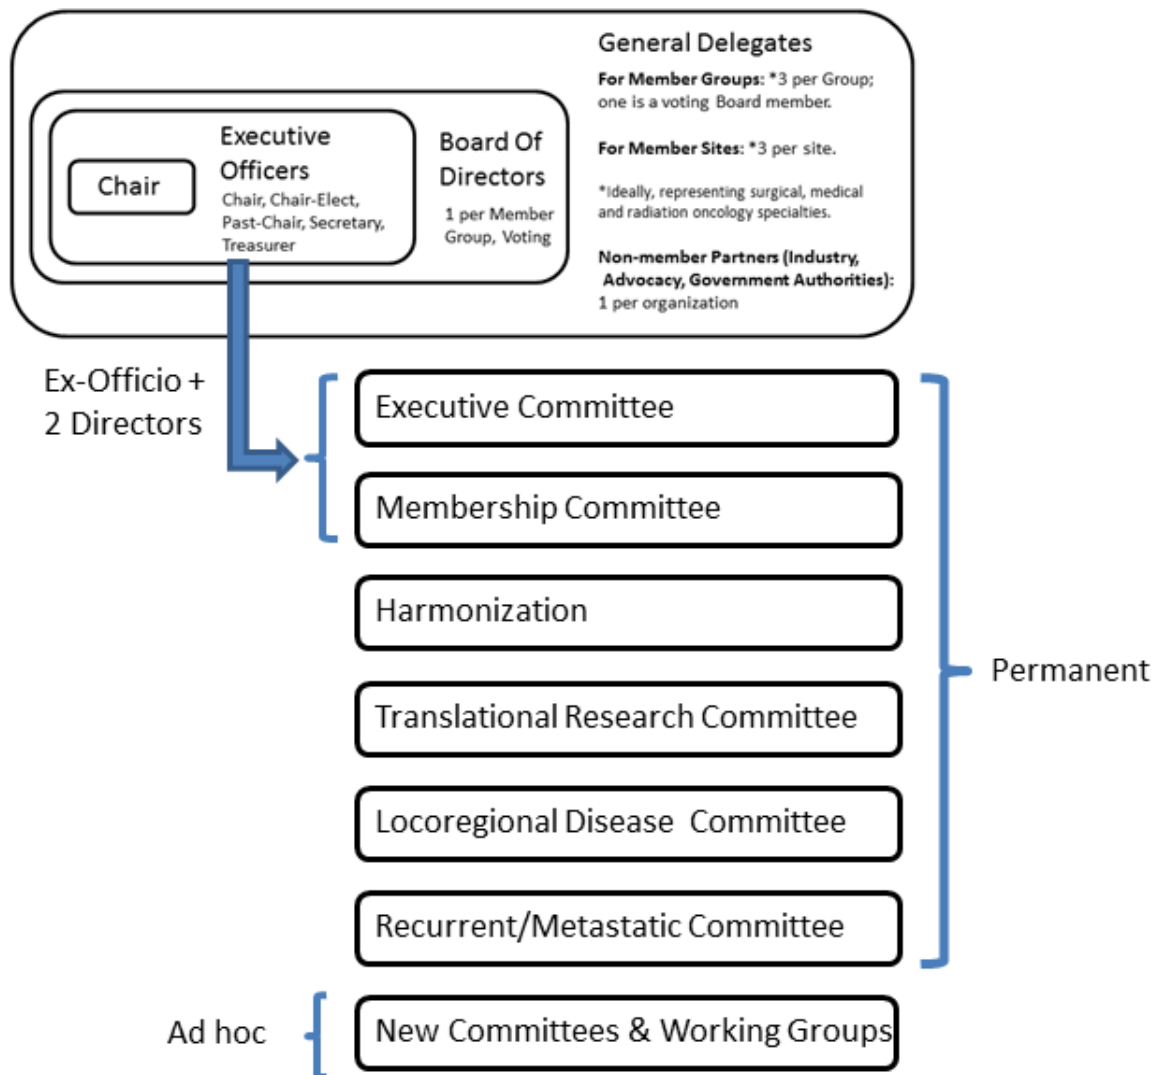 Chair
Executive
Officers
Chair, Chair-Elect,
Past-Chair, Secretary,
Treasurer
Board Of
Directors
1 per Member
Group, Voting
General Delegates
For Member Groups: *3 per Group;
one is a voting Board member.
For Member Sites: *3 per site.
*Ideally, representing surgical, medical
and radiation oncology specialties.
Non-member Partners (Industry,
Advocacy, Government Authorities):
1 per organization
Ex-Officio +
2 Directors
Executive Committee
Membership Committee
Harmonization
Translational Research Committee
Locoregional Disease Committee
Recurrent/Metastatic Committee
Permanent
Ad hoc
New Committees & Working Groups